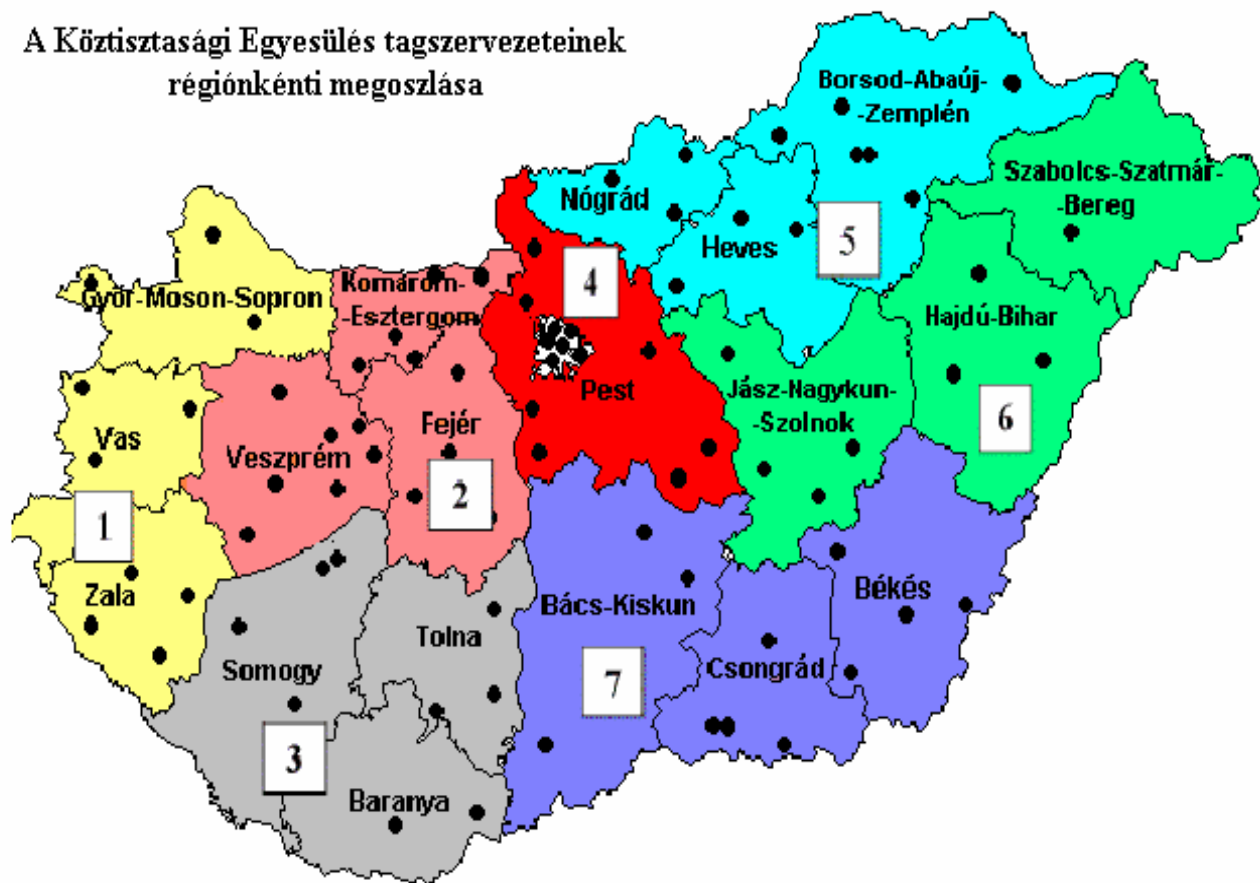 A Köztisztasági Egyesülés tagszervezeteinek
régiónkénti megoszlása
Borsod-Abaúj-
-Zemplén
Szabolcs-Szatmár-
-Bereg
Nógrád
Heves
5
4
Komárom-
-Esztergom
Győr-Moson-Sopron
Hajdú-Bihar
Pest
Jász-Nagykun-
-Szolnok
6
Vas
Veszprém
Fejér
2
1
Zala
Tolna
Bács-Kiskun
Békés
Somogy
Csongrád
7
3
Baranya